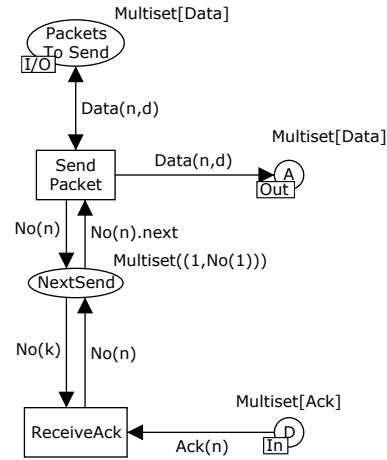 Multiset[Data]
Packets
To Send
I/O
Data(n,d)
Multiset[Data]
Send
Packet
Data(n,d)
A
Out
No(n)
No(n).next
Multiset((1,No(1)))
NextSend
No(k)
No(n)
Multiset[Ack]
ReceiveAck
D
In
Ack(n)